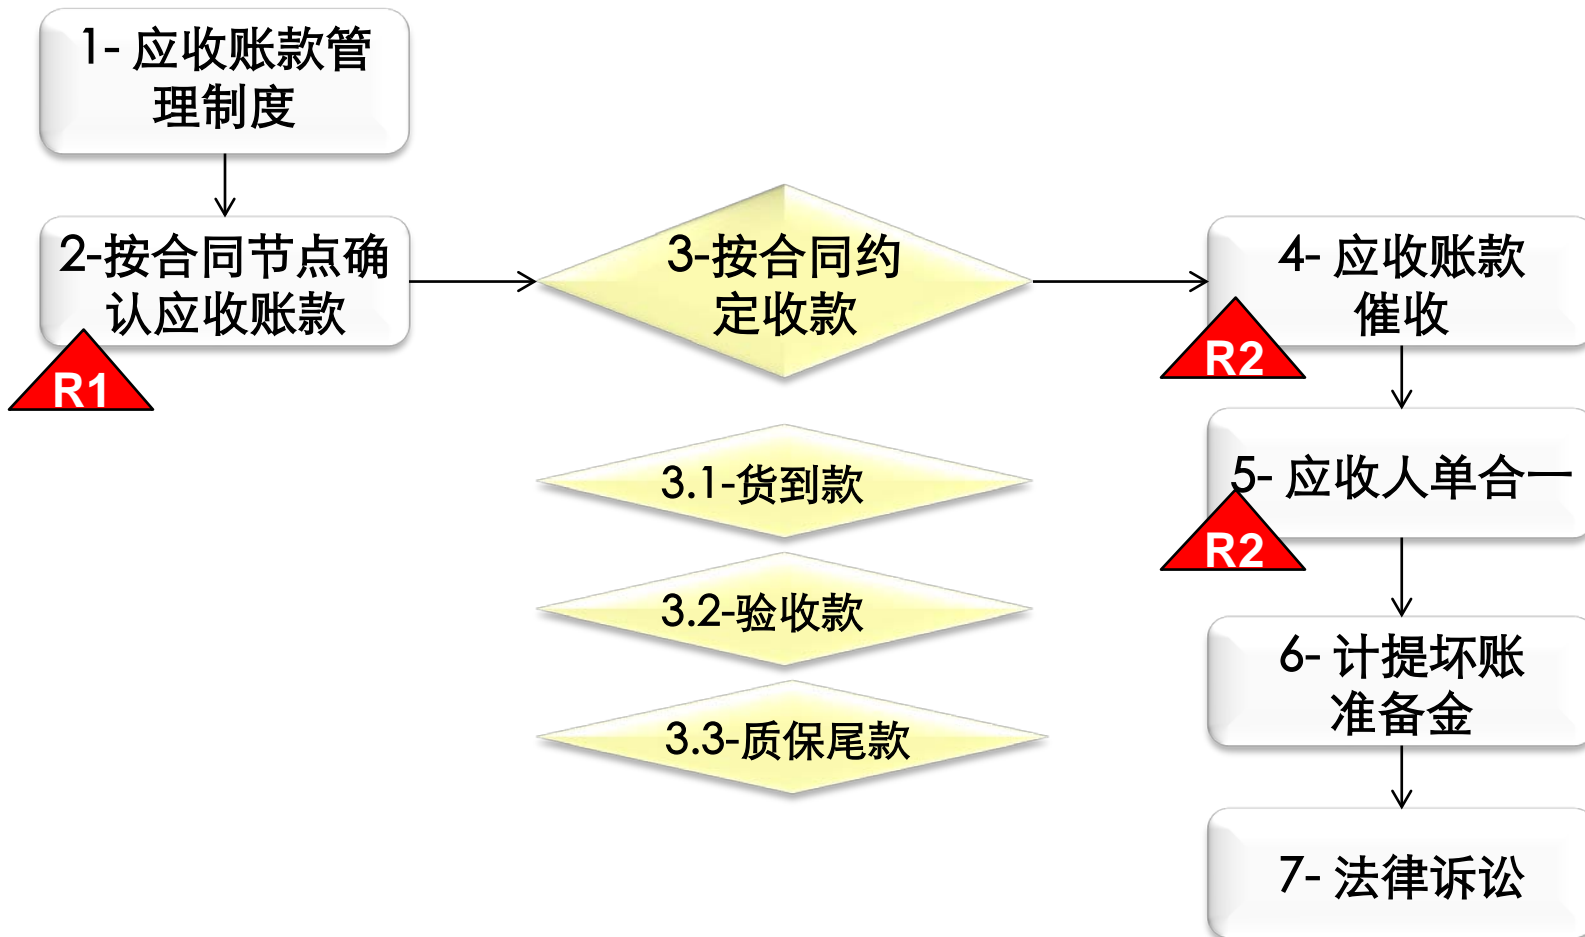 1- 应收账款管
理制度
2-按合同节点确
认应收账款
R1
3-按合同约
定收款
3.1-货到款
3.2-验收款
3.3-质保尾款
4- 应收账款
催收
R2
5- 应收人单合一
R2
6- 计提坏账
准备金
7- 法律诉讼